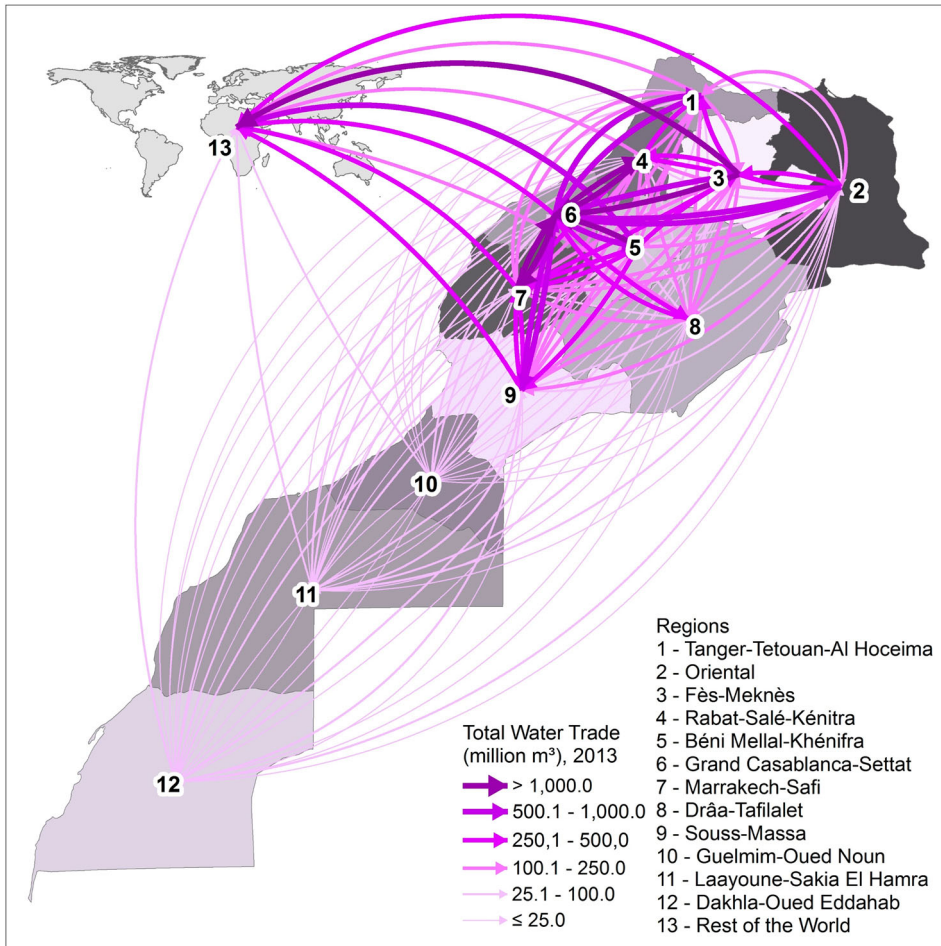 1
13
4
3
2
6
5
7
8
9
10
11
12
Total Water Trade
(million m³), 2013
> 1,000.0
500.1 - 1,000.0
250,1 - 500,0
100.1 - 250.0
25.1 - 100.0
≤ 25.0
Regions
1 - Tanger-Tetouan-Al Hoceima
2 - Oriental
3 - Fès-Meknès
4 - Rabat-Salé-Kénitra
5 - Béni Mellal-Khénifra
6 - Grand Casablanca-Settat
7 - Marrakech-Safi
8 - Drâa-Tafilalet
9 - Souss-Massa
10 - Guelmim-Oued Noun
11 - Laayoune-Sakia El Hamra
12 - Dakhla-Oued Eddahab
13 - Rest of the World